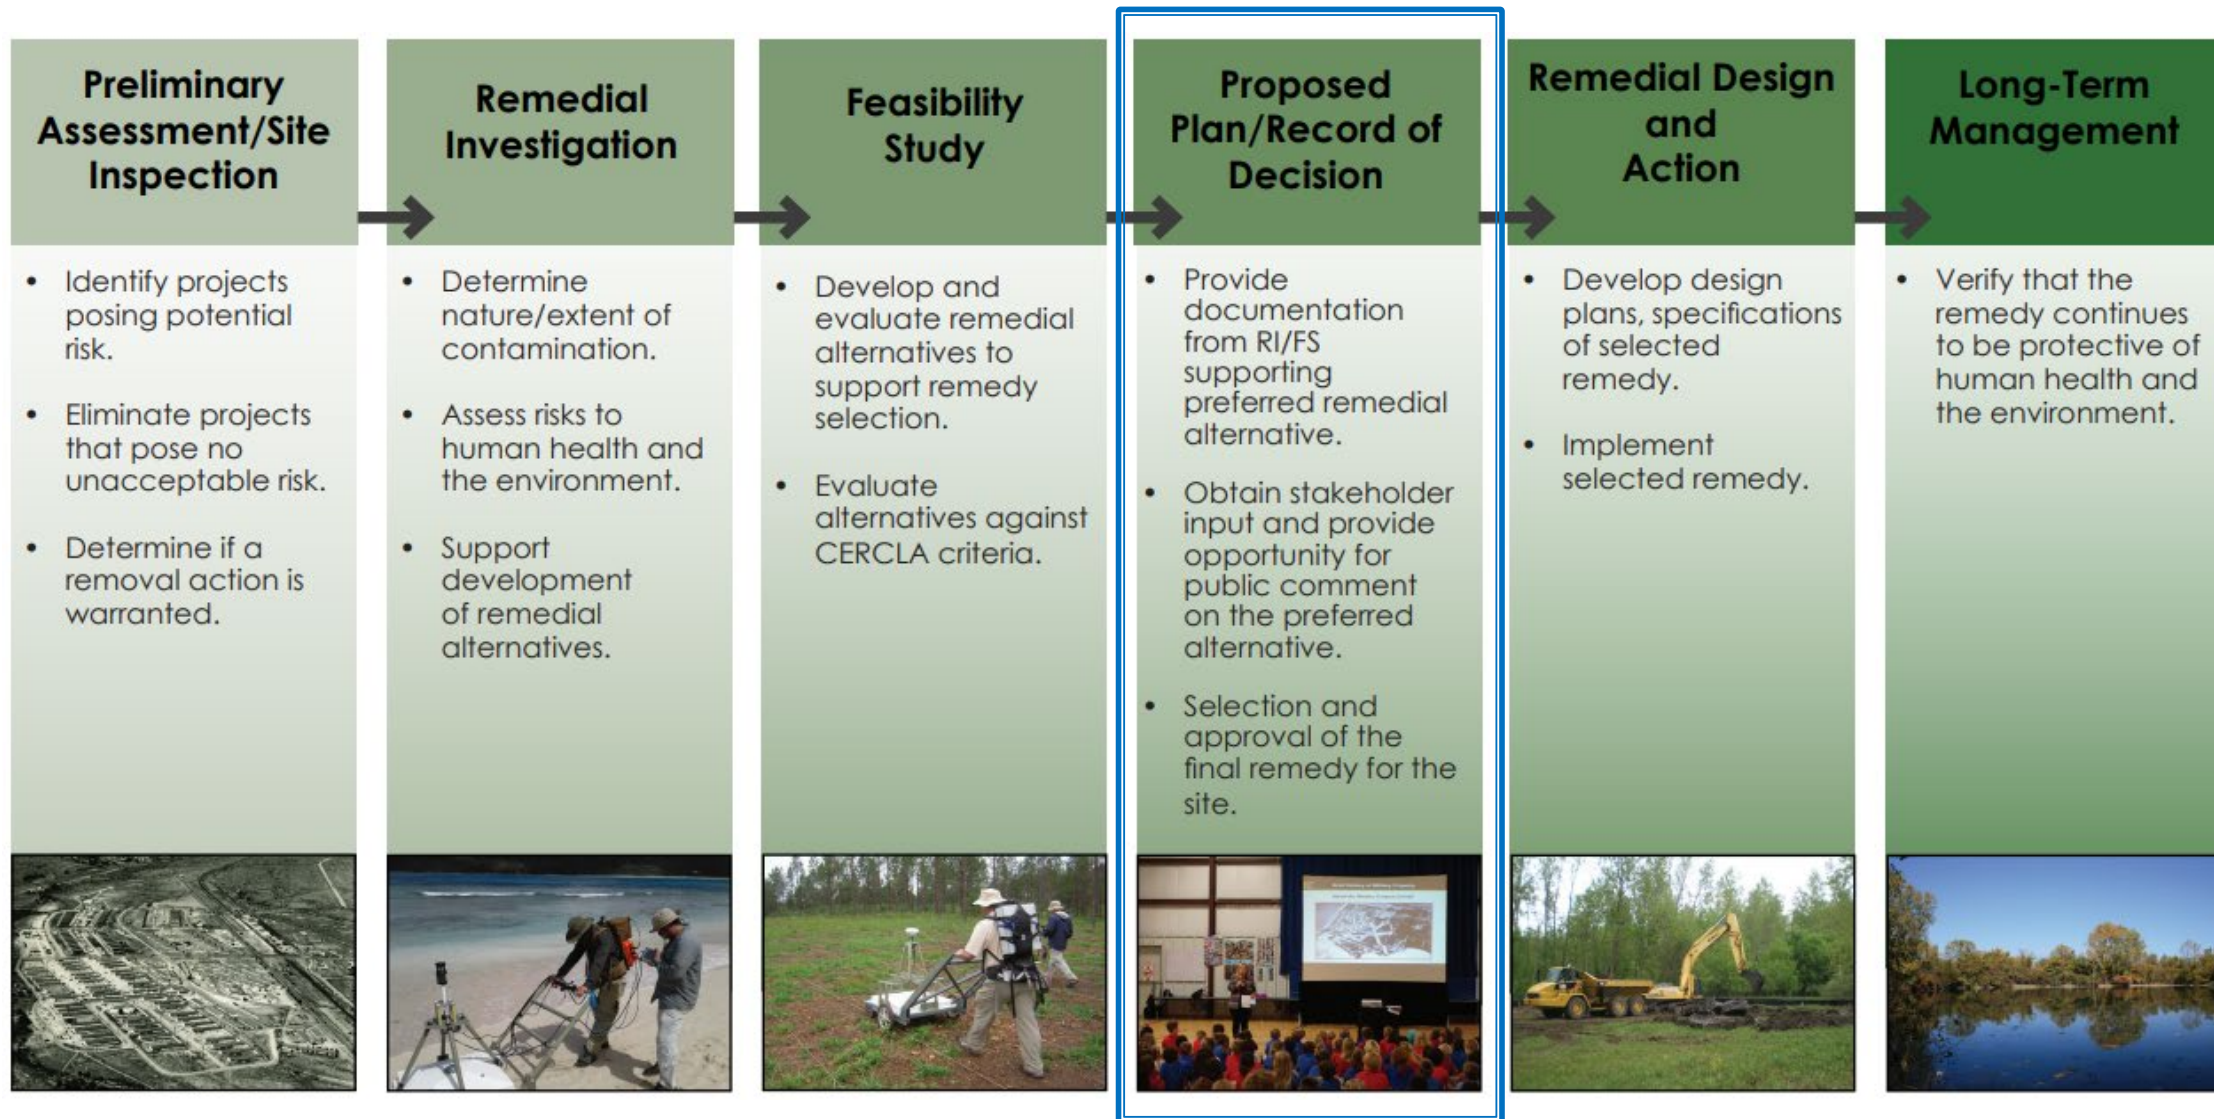 Preliminary
Assessment/Site
Inspection
• Identify projects
posing potential
risk.
• Eliminate projects
that pose no
unacceptable risk.
• Determine if a
removal action is
warranted.
Remedial
Investigation
• Determine
nature/extent of
contamination.
• Assess risks to
human health and
the environment.
• Support
development
of remedial
alternatives.
Feasibility
Study
• Develop and
evaluate remedial
alternatives to
support remedy
selection.
• Evaluate
alternatives against
CERCLA criteria.
Proposed
Plan/Record of
Decision
• Provide
documentation
from RI/FS
supporting
preferred remedial
alternative.
• Obtain stakeholder
input and provide
opportunity for
public comment
on the preferred
alternative.
• Selection and
approval of the
final remedy for the
site.
Remedial Design
and
Action
• Develop design
plans, specifications
of selected
remedy.
• Implement
selected remedy.
Long-Term
Management
• Verify that the
remedy continues
to be protective of
human health and
the environment.